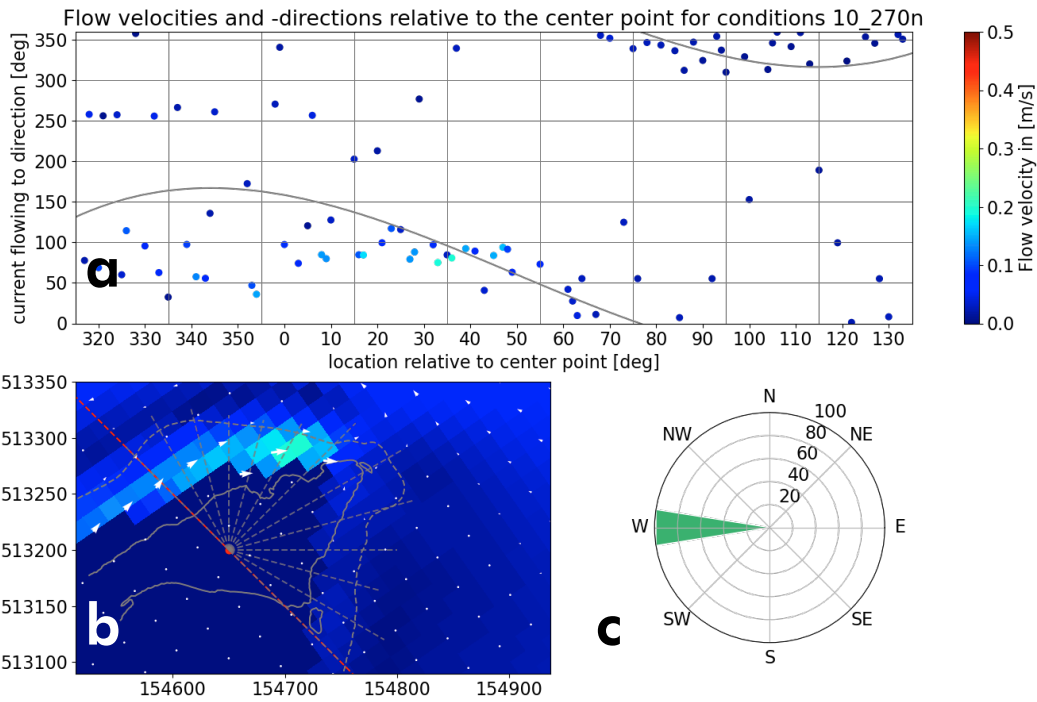 Flow velocities and -directions relative to the center point for conditions 10_270n
350
300
250
200
150
100
50
0
current flowing to direction [deg]
a
320 330 340 350 0 10 20 30 40 50 60 70 80 90 100 110 120 130
location relative to center point [deg]
0.5
0.4
0.3
0.2
0.1
0.0
Flow velocity in [m/s]
513350
513300
513250
513200
513150
513100
b
154600 154700 154800 154900
N
NW NE
100
80
60
40
20
W E
SW SE
S
c